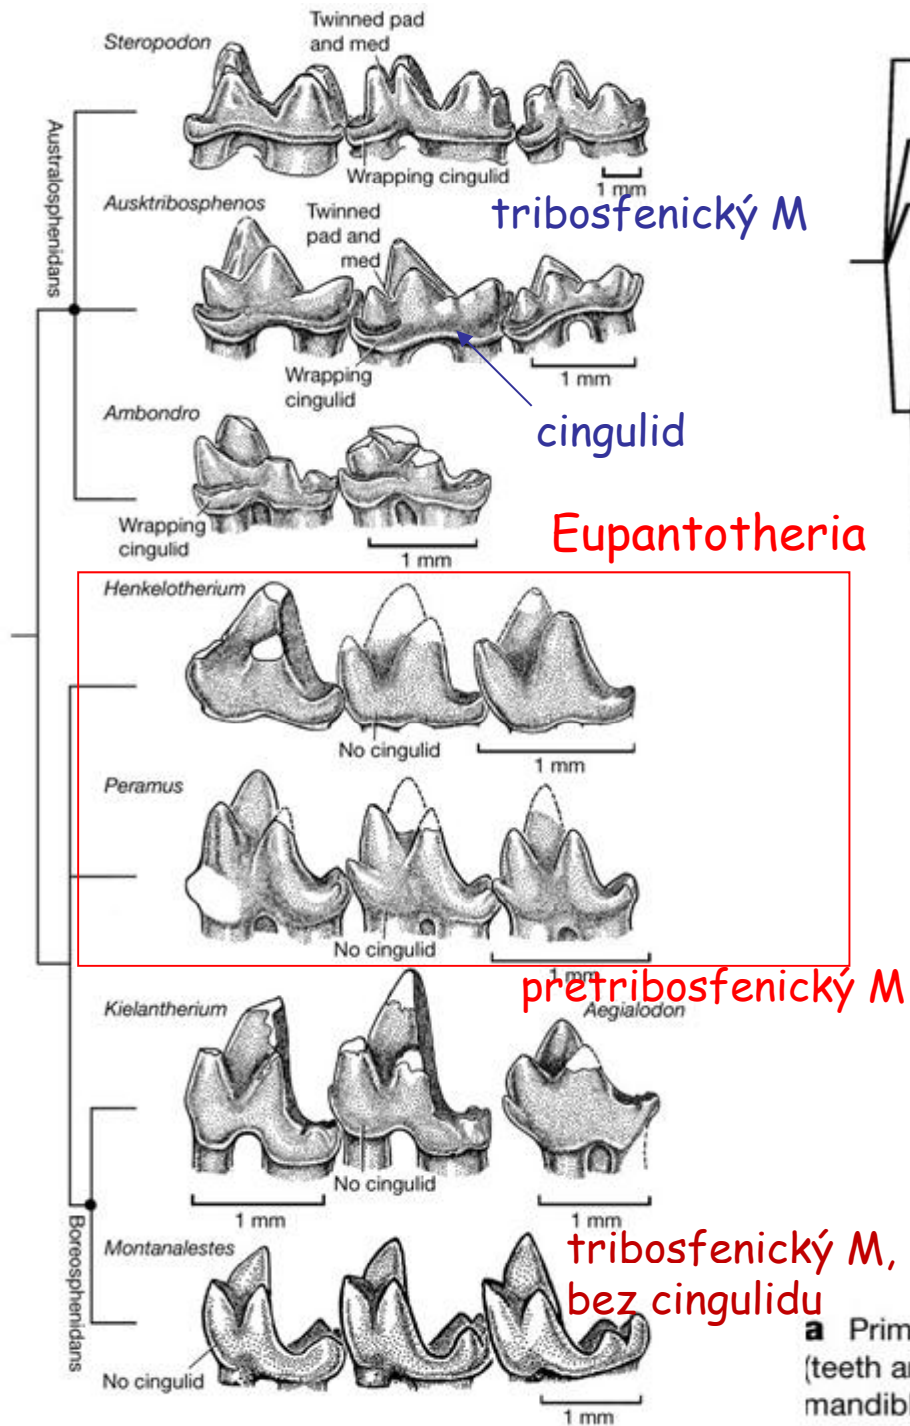 Steropodon
Twinned pad
and med
Wrapping cingulid
1 mm
Australosphenidans
Ausktribosphenos
Twinned
pad and
med
tribosfenický M
Wrapping
cingulid
1 mm
cingulid
Ambondro
Wrapping
cingulid
1 mm
Eupantotheria
Henkelotherium
No cingulid
1 mm
Peramus
No cingulid
1 mm
pretribosfenický M
Kielantherium
Aegialodon
No cingulid
1 mm
1 mm
Boreosphenidans
Montanalestes
tribosfenický M,
bez cingulidu
No cingulid
1 mm
a Prim
(teeth a
mandib